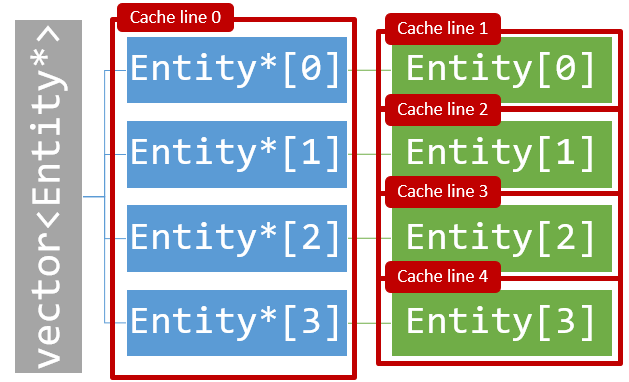 vector<Entity*>
Cache line 0
Entity*[0]
Entity*[1]
Entity*[2]
Entity*[3]
Cache line 1
Entity[0]
Cache line 2
Entity[1]
Cache line 3
Entity[2]
Cache line 4
Entity[3]